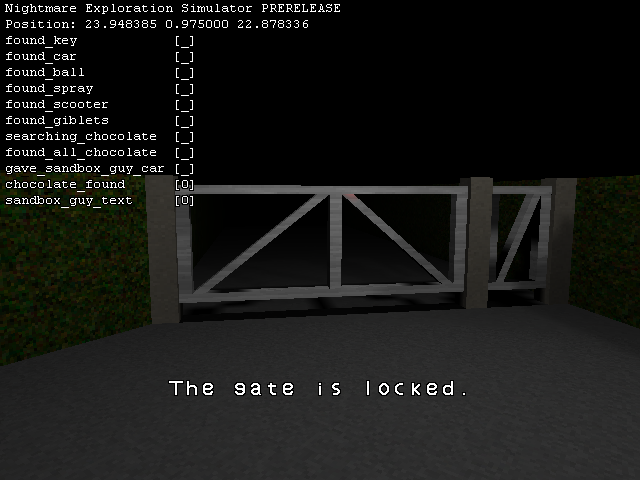 Nightmare Exploration Simulator PRERELEASE
Position: 23.948385 0.975000 22.878336
found_key [_]
found_car [_]
found_ball [_]
found_spray [_]
found_scooter [_]
found_giblets [_]
searching_chocolate [_]
found_all_chocolate [_]
gave_sandbox_guy_car [_]
chocolate_found [0]
sandbox_guy_text [0]
The gate is locked.